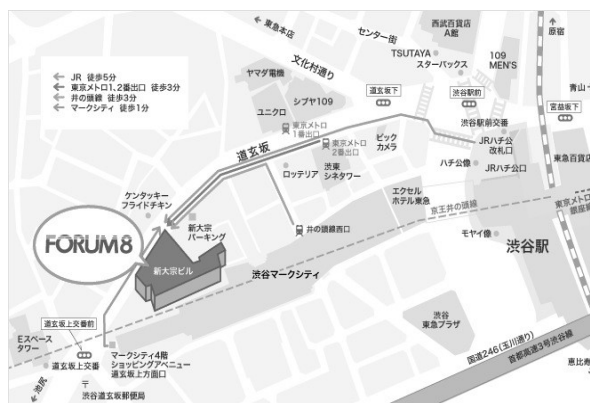 西武百貨店
A館
原宿
センター街
東急本店
TSUTAYA
スターバックス
109
MEN'S
文化村通り
青山
JR 徒歩5分
東京メトロ1、2番出口 徒歩3分
井の頭線 徒歩3分
マークシティ 徒歩1分
ヤマダ電機
道玄坂下
渋谷駅前
宮益坂下
シブヤ109
ユニクロ
東京メトロ
1番出口
渋谷駅前交番
ビック
カメラ
JRハチ公
改札口
道玄坂
東京メトロ
2番出口
ハチ公像
東急百貨店
ロッテリア
渋東
シネタワー
JRハチ公口
ケンタッキー
フライドチキン
エクセル
ホテル東急
京王井の頭線
東京メトロ
銀座線
新大宗
パーキング
井の頭線西口
モヤイ像
渋谷駅
FORUM8
新大宗ビル
渋谷マークシティ
道玄坂上交番前
渋谷
東急プラザ
Eスペース
タワー
マークシティ4階
ショッピングアベニュー
道玄坂上方面口
国道246(玉川通り)
首都高速3号渋谷線
道玄坂上交番
恵比寿
池尻
渋谷道玄坂郵便局